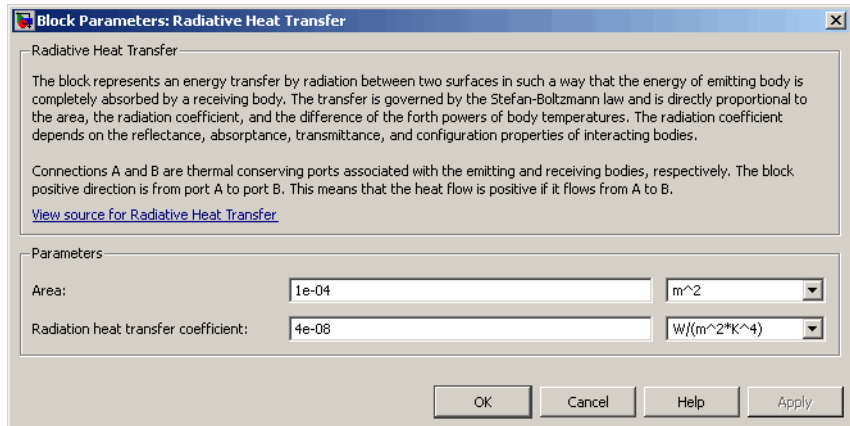 Block Parameters: Radiative Heat Transfer
Radiative Heat Transfer
The block represents an energy transfer by radiation between two surfaces in such a way that the energy of emitting body is
completely absorbed by a receiving body. The transfer is governed by the Stefan-Boltzmann law and is directly proportional to
the area, the radiation coefficient, and the difference of the forth powers of body temperatures. The radiation coefficient
depends on the reflectance, absorptance, transmittance, and configuration properties of interacting bodies.
Connections A and B are thermal conserving ports associated with the emitting and receiving bodies, respectively. The block
positive direction is from port A to port B. This means that the heat flow is positive if it flows from A to B.
View source for Radiative Heat Transfer
Parameters
Area: 1e-04 m^2
Radiation heat transfer coefficient: 4e-08 W/(m^2*K^4)
OK Cancel Help Apply